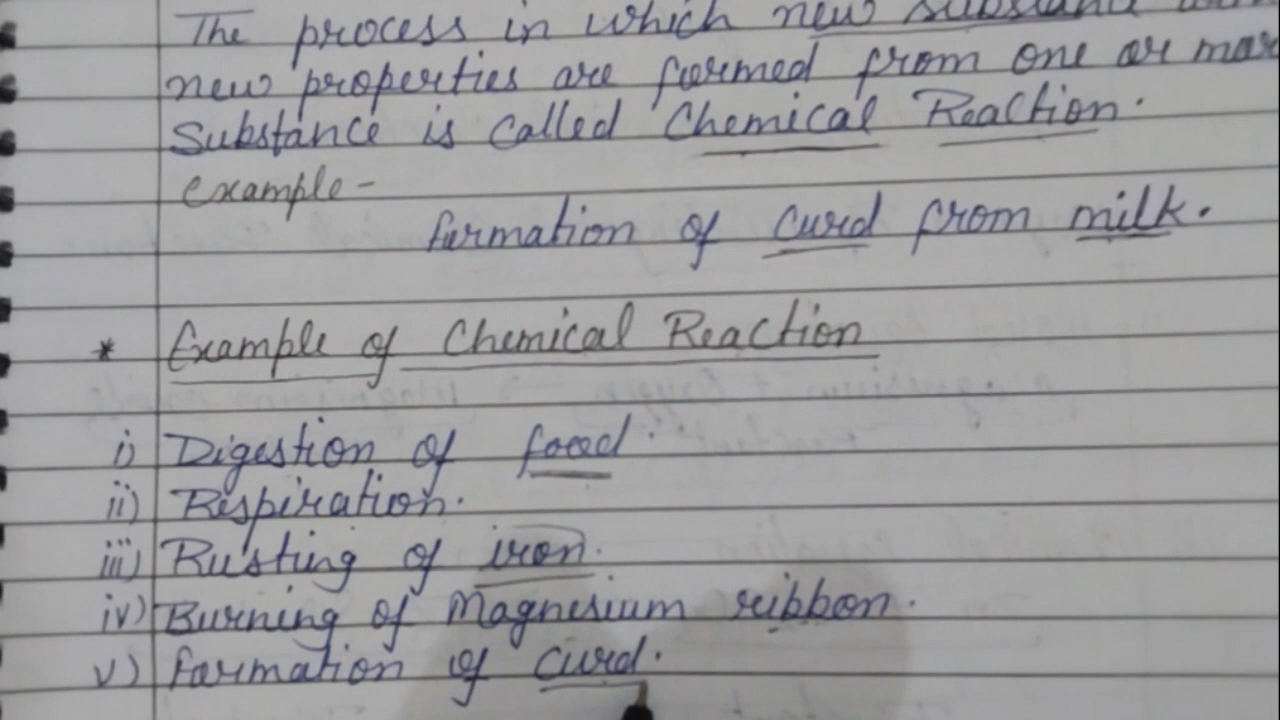 The process in which new substance
new properties are formed from one or more
Substance is called Chemical Reaction.
example-
formation of curd from milk.
* Example of Chemical Reaction
i) Digestion of food.
ii) Respiration.
iii) Rusting of iron.
iv) Burning of Magnesium ribbon.
v) formation of curd.